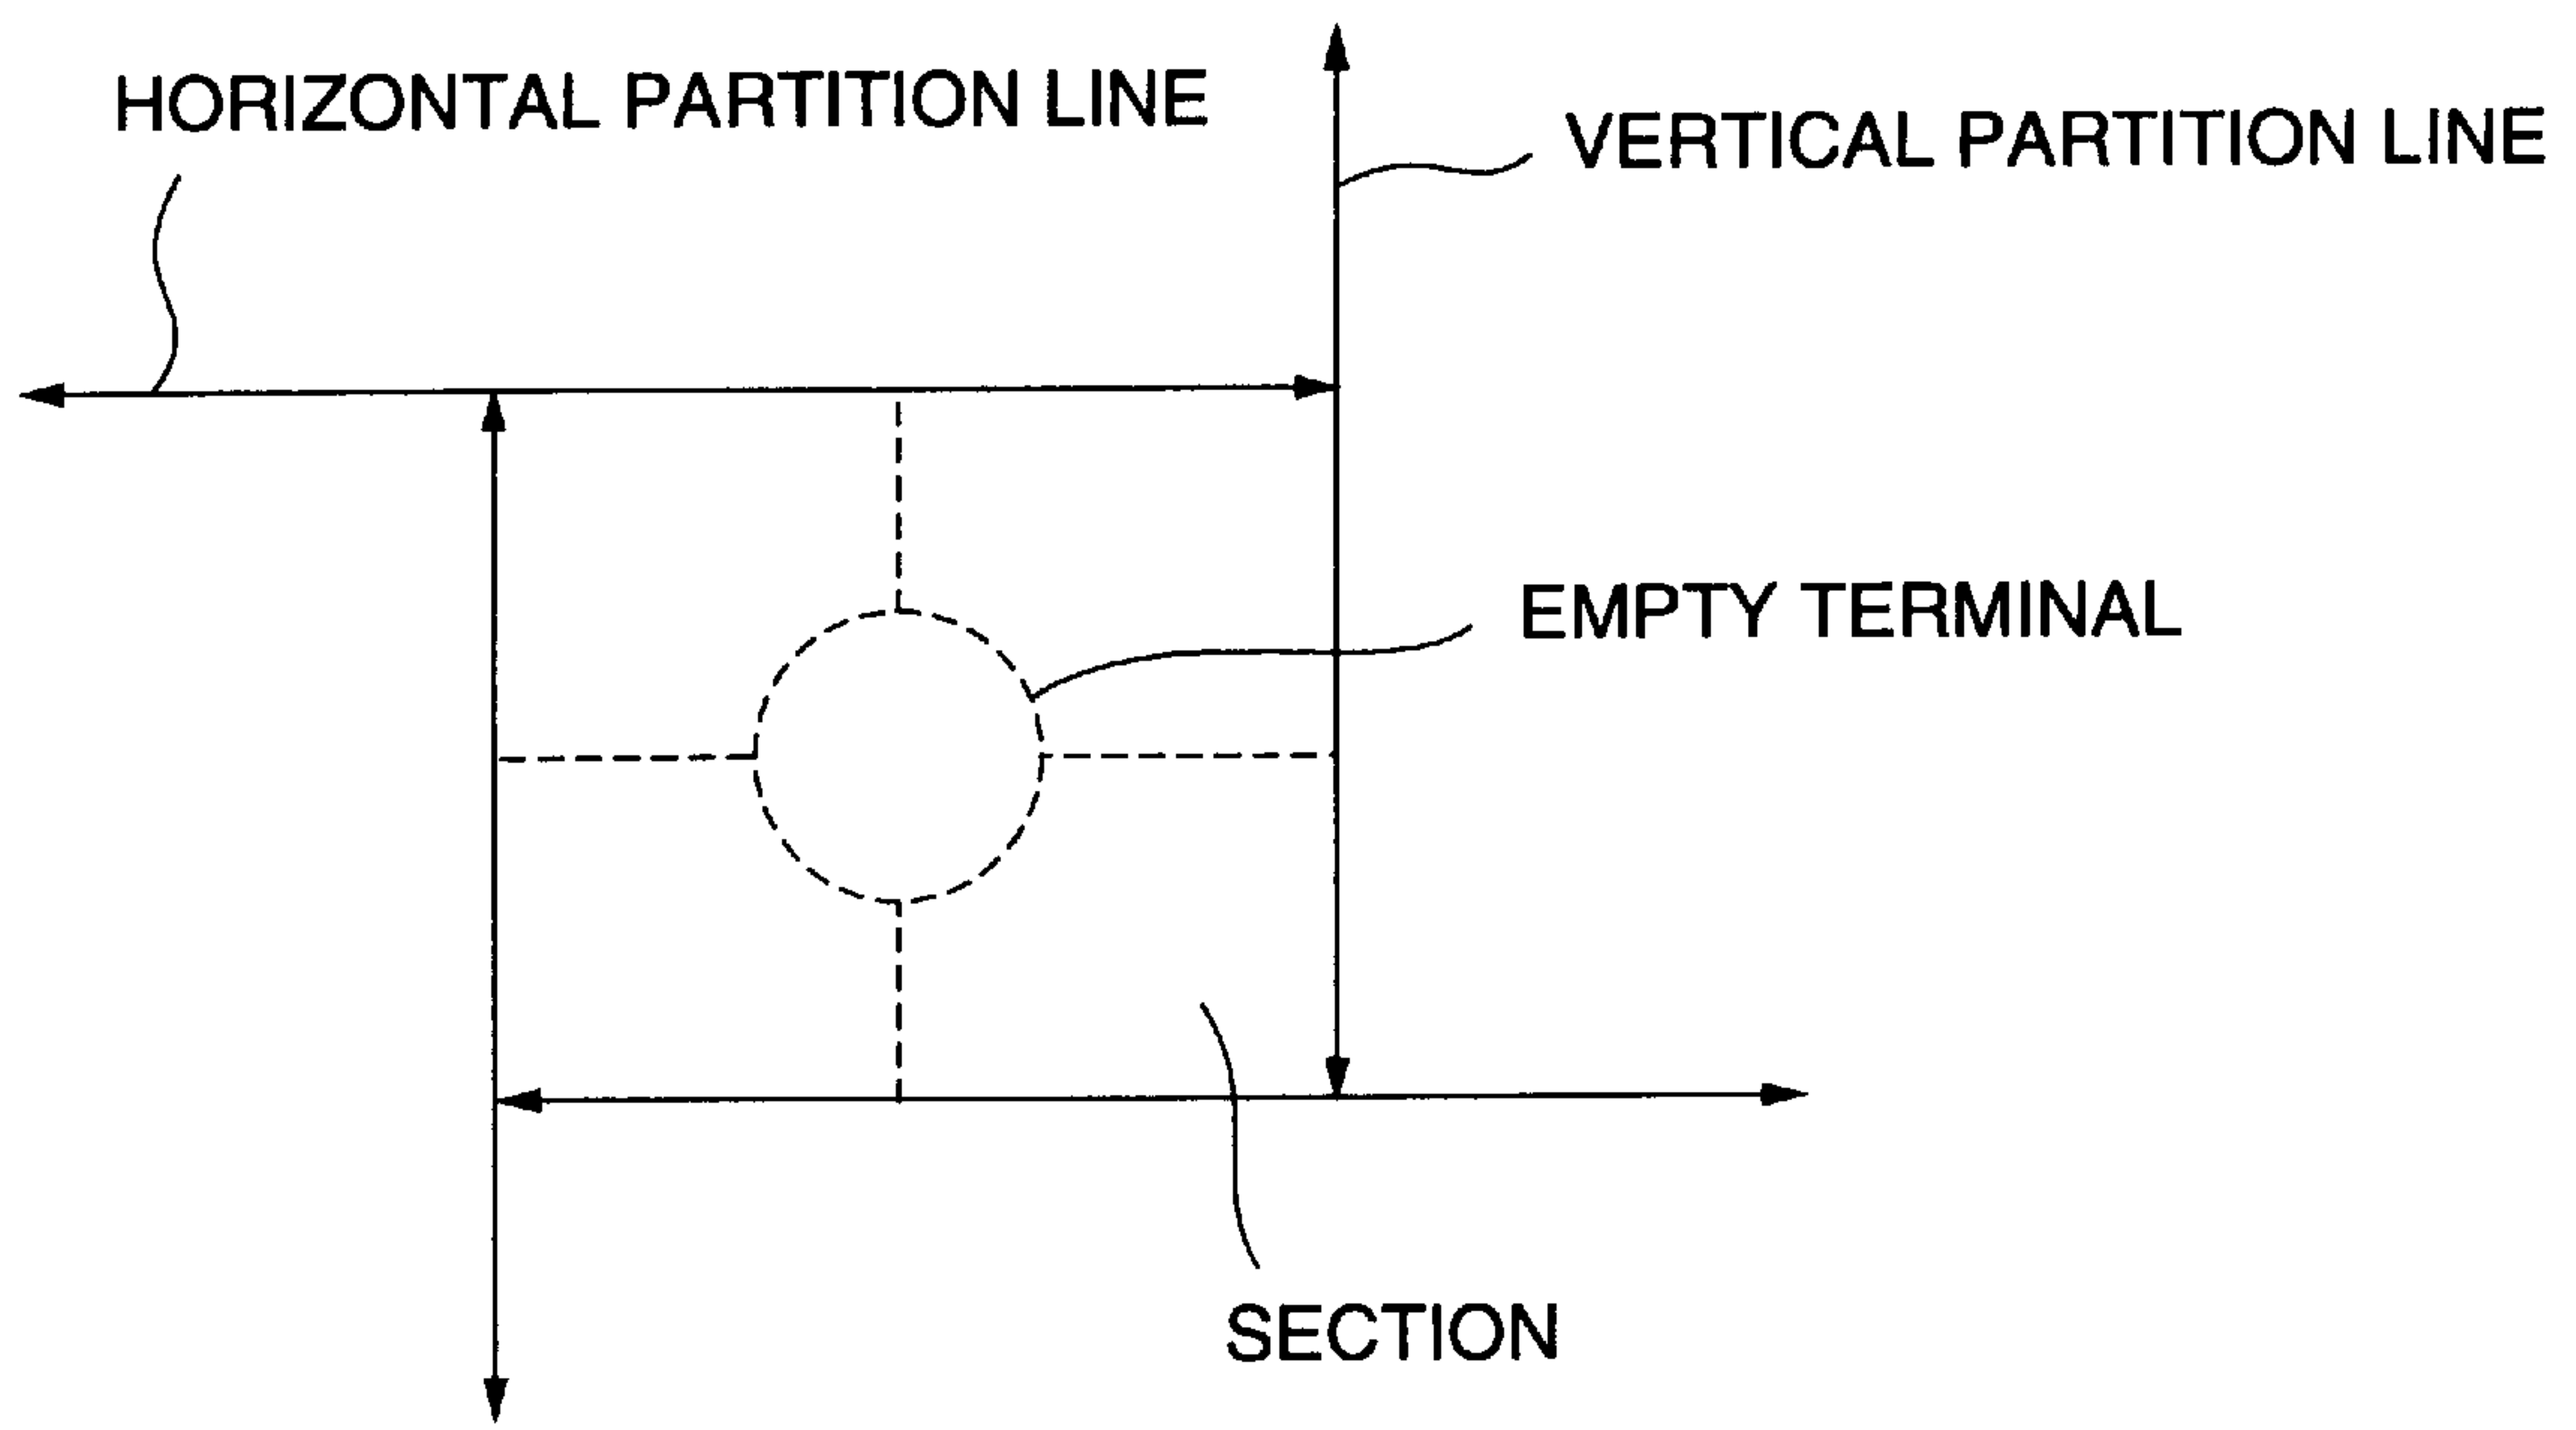 HORIZONTAL PARTITION LINE
VERTICAL PARTITION LINE
EMPTY TERMINAL
SECTION